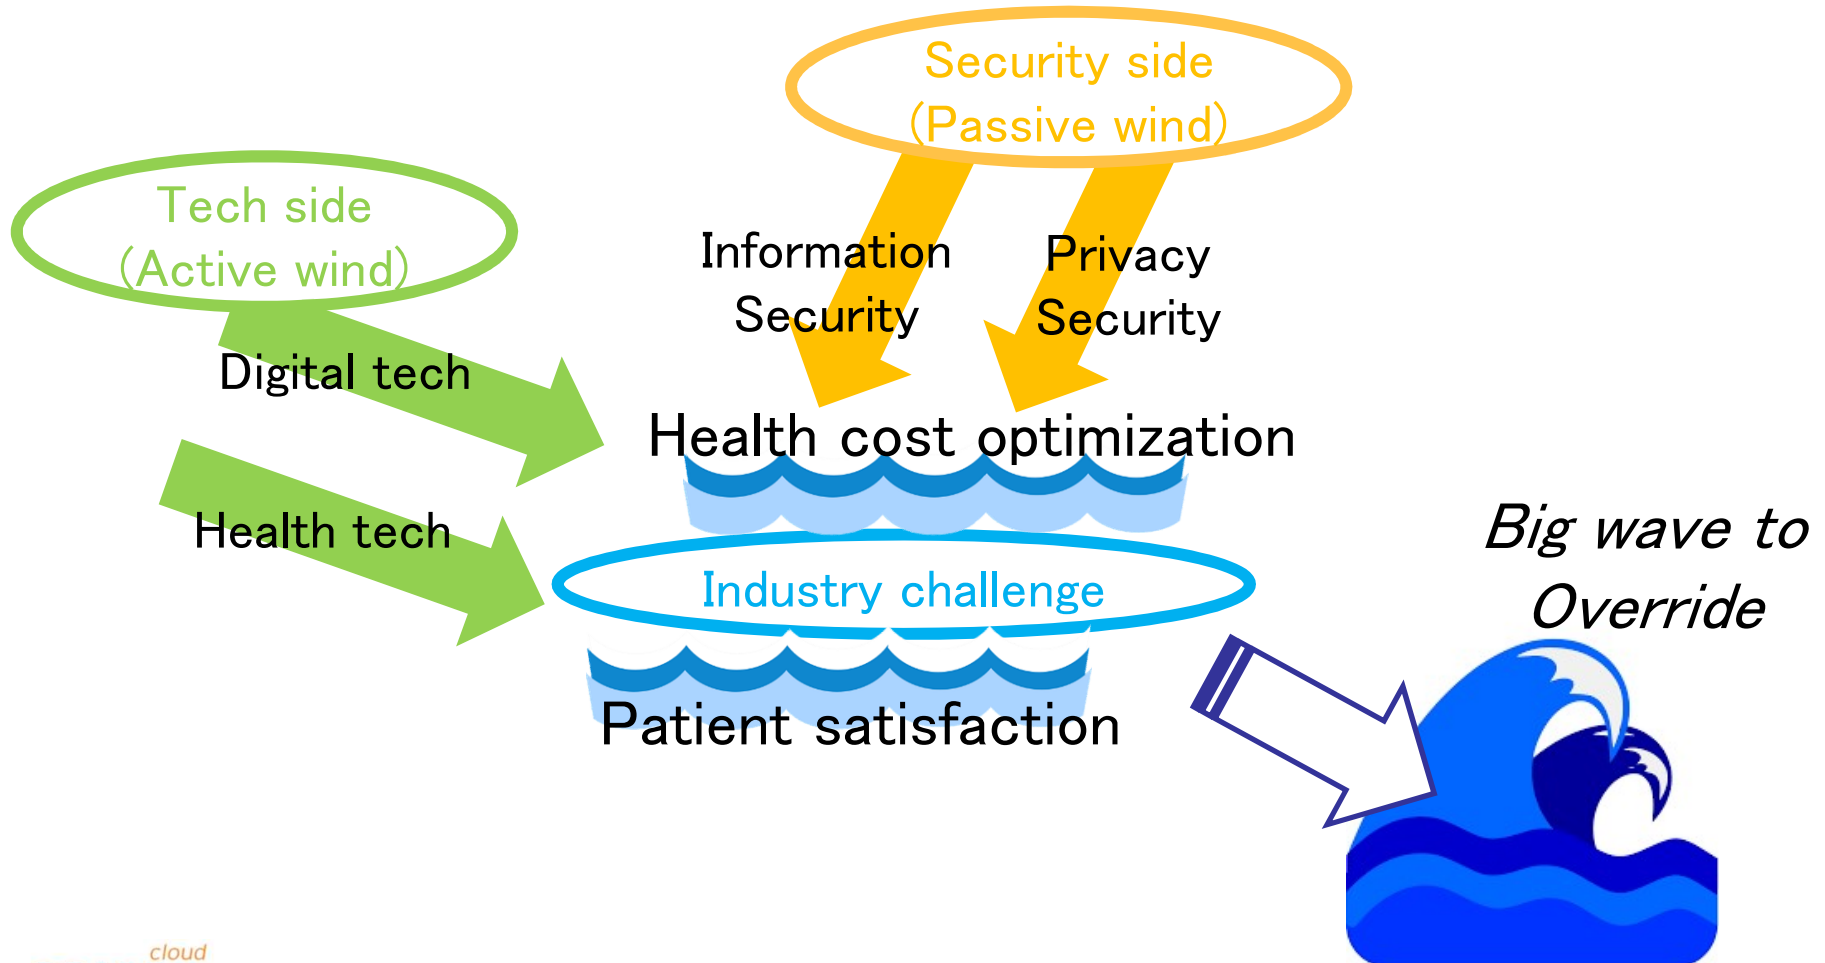 Security side
(Passive wind)
Tech side
(Active wind)
Information
Security
Privacy
Security
Digital tech
Health tech
Health cost optimization
Industry challenge
Patient satisfaction
Big wave to
Override
cloud